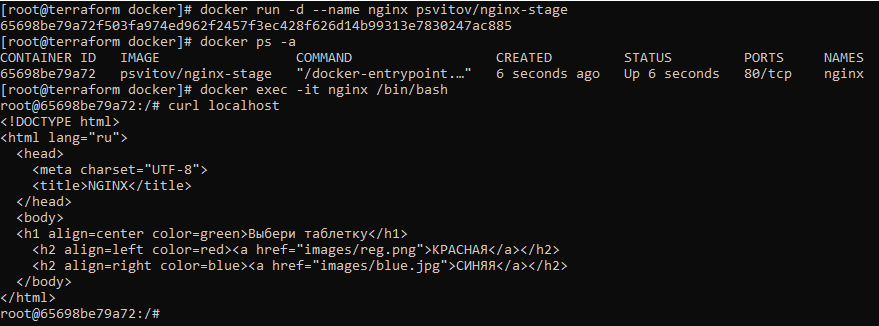 [root@terraform docker]# docker run -d --name nginx psvitov/nginx-stage
65698be79a72f503fa974ed962f2457f3ec428f626d14b99313e7830247ac885
[root@terraform docker]# docker ps -a
CONTAINER ID   IMAGE                 COMMAND                  CREATED         STATUS         PORTS     NAMES
65698be79a72   psvitov/nginx-stage   "/docker-entrypoint.…"   6 seconds ago   Up 6 seconds   80/tcp    nginx
[root@terraform docker]# docker exec -it nginx /bin/bash
root@65698be79a72:/# curl localhost
<!DOCTYPE html>
<html lang="ru">
  <head>
    <meta charset="UTF-8">
    <title>NGINX</title>
  </head>
  <body>
  <h1 align=center color=green>Выбери таблетку</h1>
    <h2 align=left color=red><a href="images/reg.png">КРАСНАЯ</a></h2>
    <h2 align=right color=blue><a href="images/blue.jpg">СИНЯЯ</a></h2>
  </body>
</html>
root@65698be79a72:/#